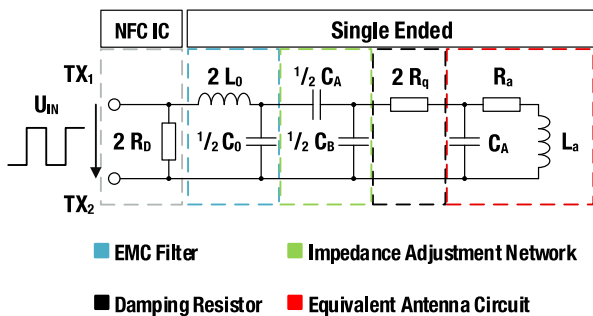 NFC IC
Single Ended
TX1
2 L0
1/2 CA
2 Rq
Ra
UIN
2 RD
1/2 C0
1/2 CB
CA
La
TX2
EMC Filter
Impedance Adjustment Network
Damping Resistor
Equivalent Antenna Circuit